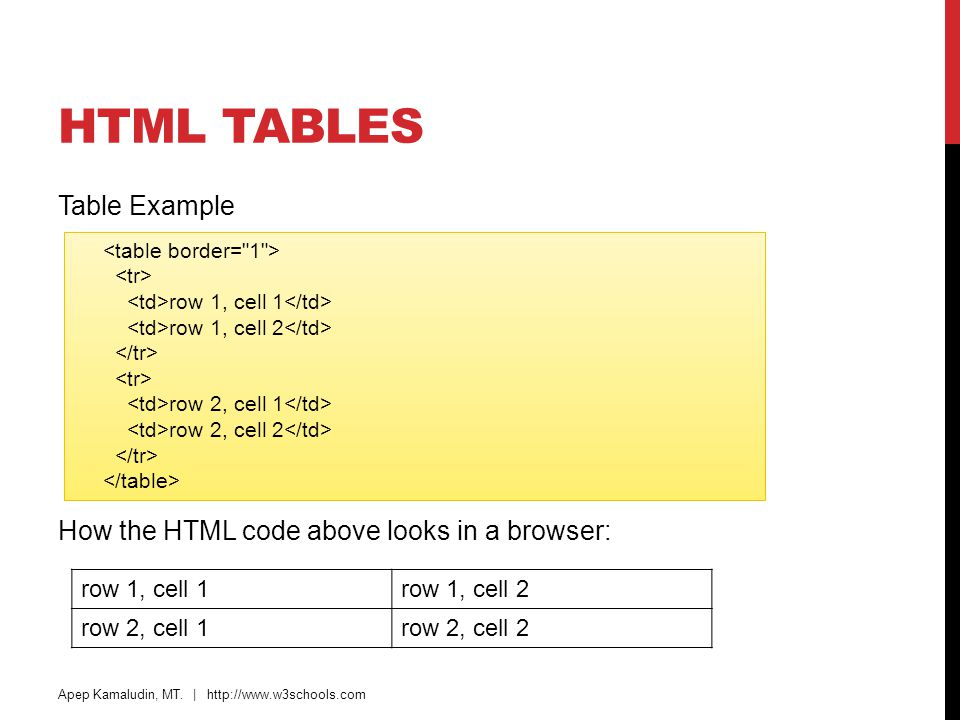 HTML TABLES
Table Example
<table border="1">
<tr>
<td>row 1, cell 1</td>
<td>row 1, cell 2</td>
</tr>
<tr>
<td>row 2, cell 1</td>
<td>row 2, cell 2</td>
</tr>
</table>
How the HTML code above looks in a browser:
row 1, cell 1 row 1, cell 2
row 2, cell 1 row 2, cell 2
Apep Kamaludin, MT. | http://www.w3schools.com